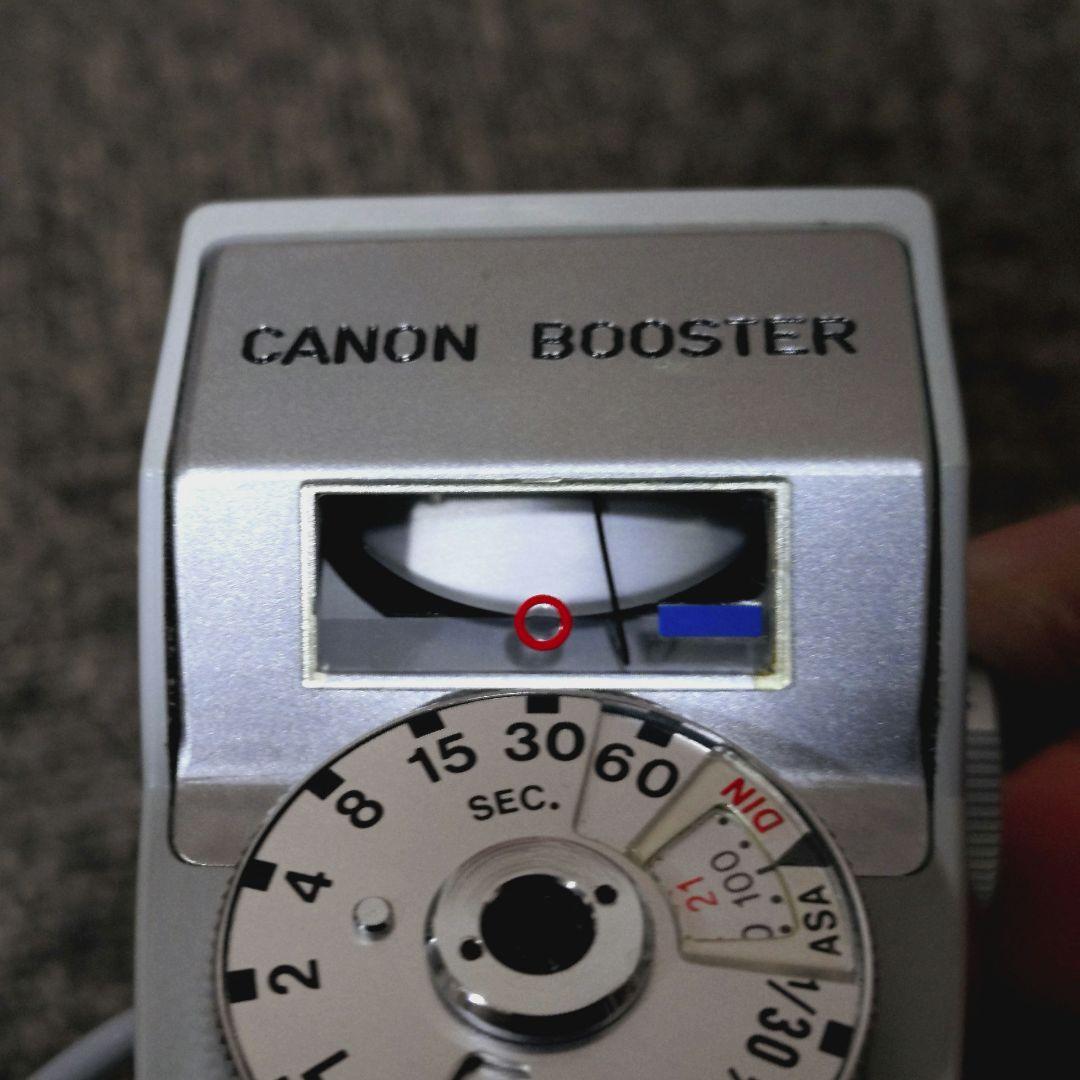 CANON BOOSTER
15 30 60
8
SEC.
DIN
4
21
100
ASA
2
1/30